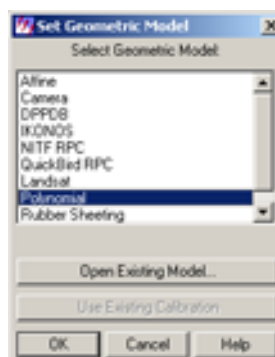 Set Geometric Model
Select Geometric Model:
Affine
Camera
DPPDB
IKONOS
NITF RPC
QuickBird RPC
Landsat
Polynomial
Rubber Sheeting
Open Existing Model...
Use Existing Calibration
OK Cancel Help